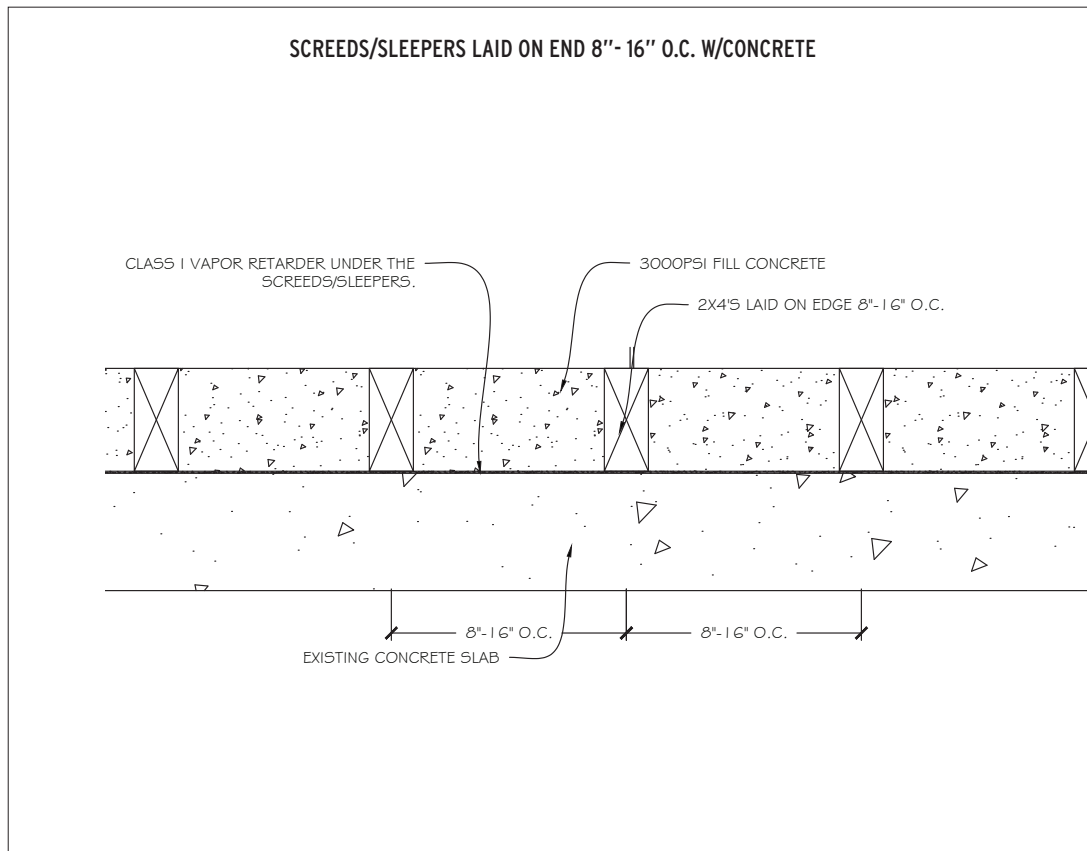 SCREEDS/SLEEPERS LAID ON END 8"- 16" O.C. W/CONCRETE
CLASS I VAPOR RETARDER UNDER THE
SCREEDS/SLEEPERS.
3000PSI FILL CONCRETE
2X4'S LAID ON EDGE 8"-16" O.C.
8"-16" O.C.
8"-16" O.C.
EXISTING CONCRETE SLAB